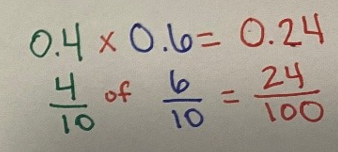 0.4 × 0.6 = 0.24
4/10 of 6/10 = 24/100